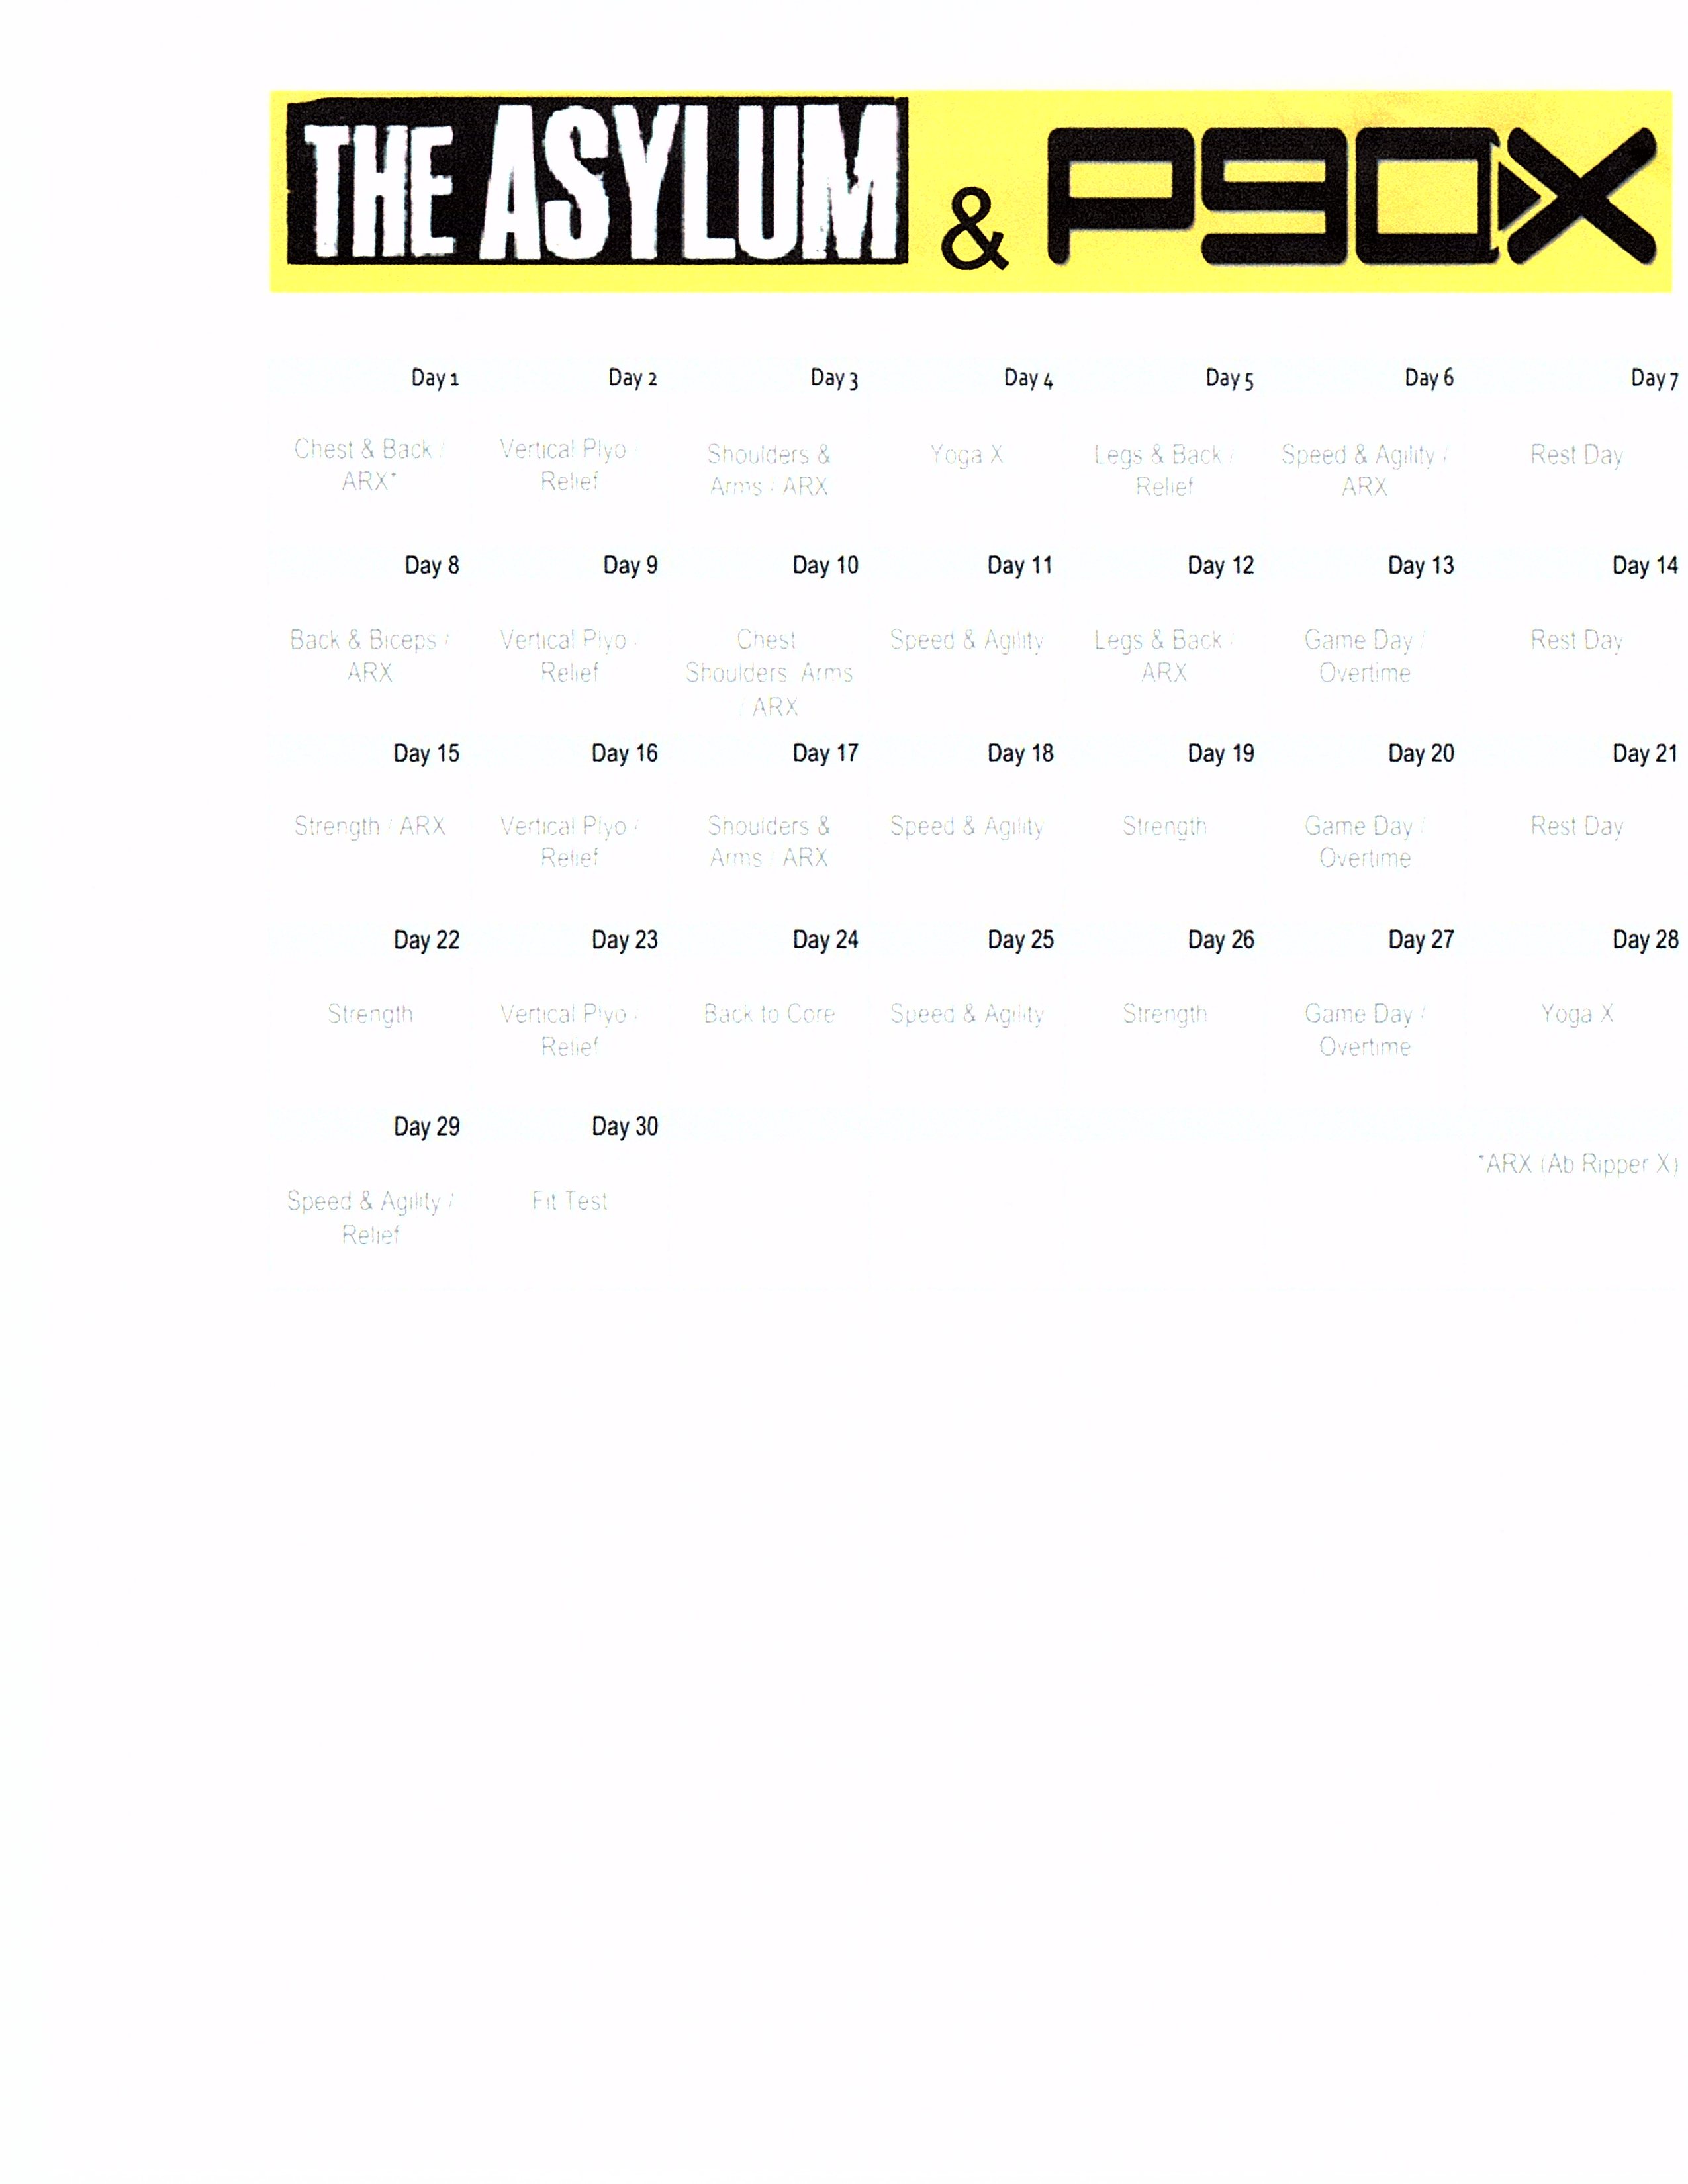 THE ASYLUM & P90X
Day 1 Day 2 Day 3 Day 4 Day 5 Day 6 Day 7
Chest & Back / Vertical Plyo / Shoulders & Yoga X Legs & Back / Speed & Agility / Rest Day
ARX* Relief Arms / ARX Relief ARX
Day 8 Day 9 Day 10 Day 11 Day 12 Day 13 Day 14
Back & Biceps / Vertical Plyo / Chest Speed & Agility Legs & Back / Game Day / Rest Day
ARX Relief Shoulders Arms ARX Overtime
/ ARX
Day 15 Day 16 Day 17 Day 18 Day 19 Day 20 Day 21
Strength / ARX Vertical Plyo / Shoulders & Speed & Agility Strength Game Day / Rest Day
Relief Arms / ARX Overtime
Day 22 Day 23 Day 24 Day 25 Day 26 Day 27 Day 28
Strength Vertical Plyo / Back to Core Speed & Agility Strength Game Day / Yoga X
Relief Overtime
Day 29 Day 30
*ARX (Ab Ripper X)
Speed & Agility / Fit Test
Relief